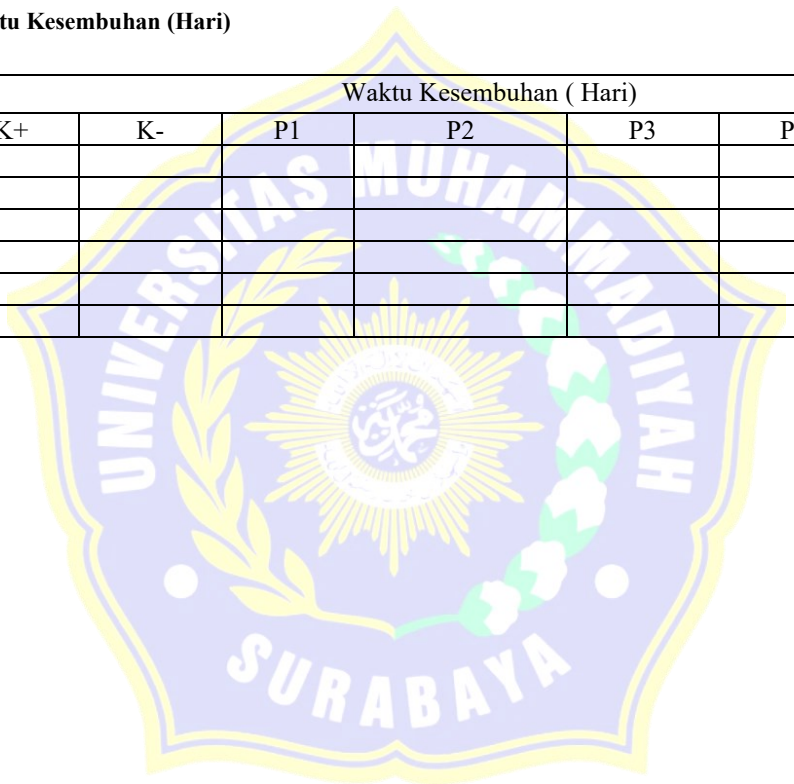 tu Kesembuhan (Hari)
Waktu Kesembuhan ( Hari)
K+ K- P1 P2 P3 P
UNIVERSITAS MUHAMMADIYAH
SURABAYA